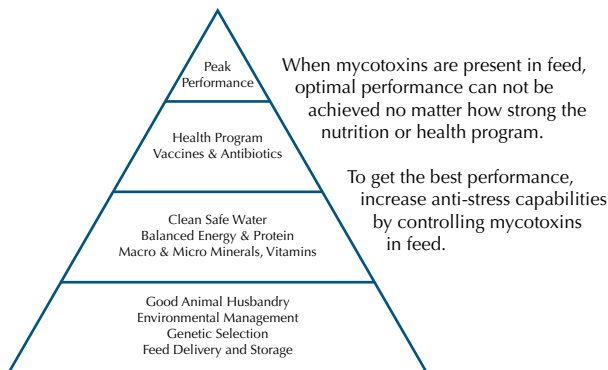 Peak
Performance
When mycotoxins are present in feed,
optimal performance can not be
achieved no matter how strong the
nutrition or health program.
Health Program
Vaccines & Antibiotics
To get the best performance,
increase anti-stress capabilities
by controlling mycotoxins
in feed.
Clean Safe Water
Balanced Energy & Protein
Macro & Micro Minerals, Vitamins
Good Animal Husbandry
Environmental Management
Genetic Selection
Feed Delivery and Storage